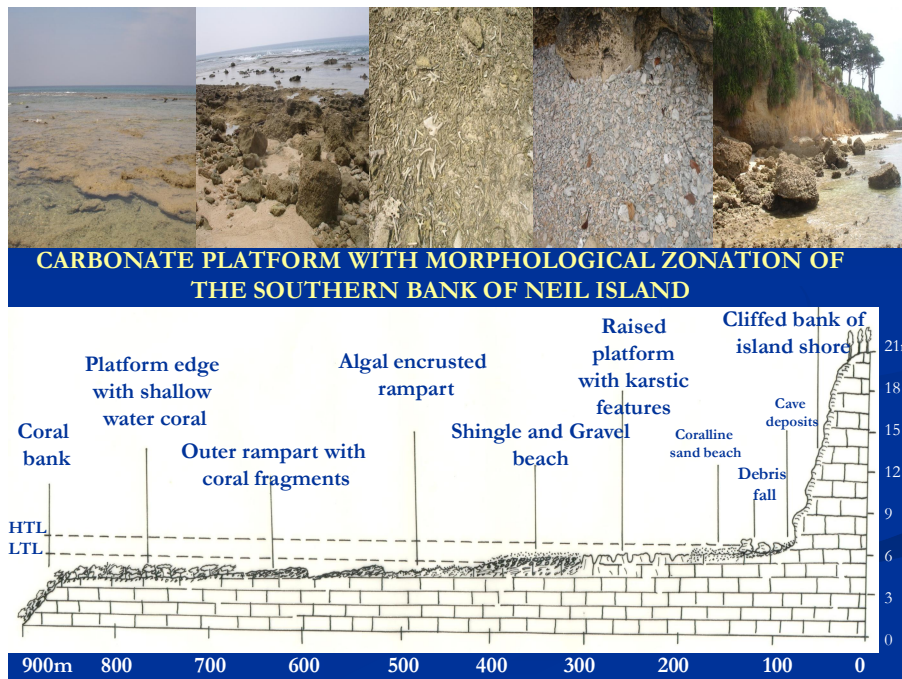 CARBONATE PLATFORM WITH MORPHOLOGICAL ZONATION OF
THE SOUTHERN BANK OF NEIL ISLAND
Cliffed bank of
island shore
Raised
platform
with karstic
features
Algal encrusted
rampart
Platform edge
with shallow
water coral
Cave
deposits
Coral
bank
Outer rampart with
coral fragments
Shingle and Gravel
beach
Coralline
sand beach
Debris
fall
HTL
LTL
21
18
15
12
9
6
3
0
900m 800 700 600 500 400 300 200 100 0